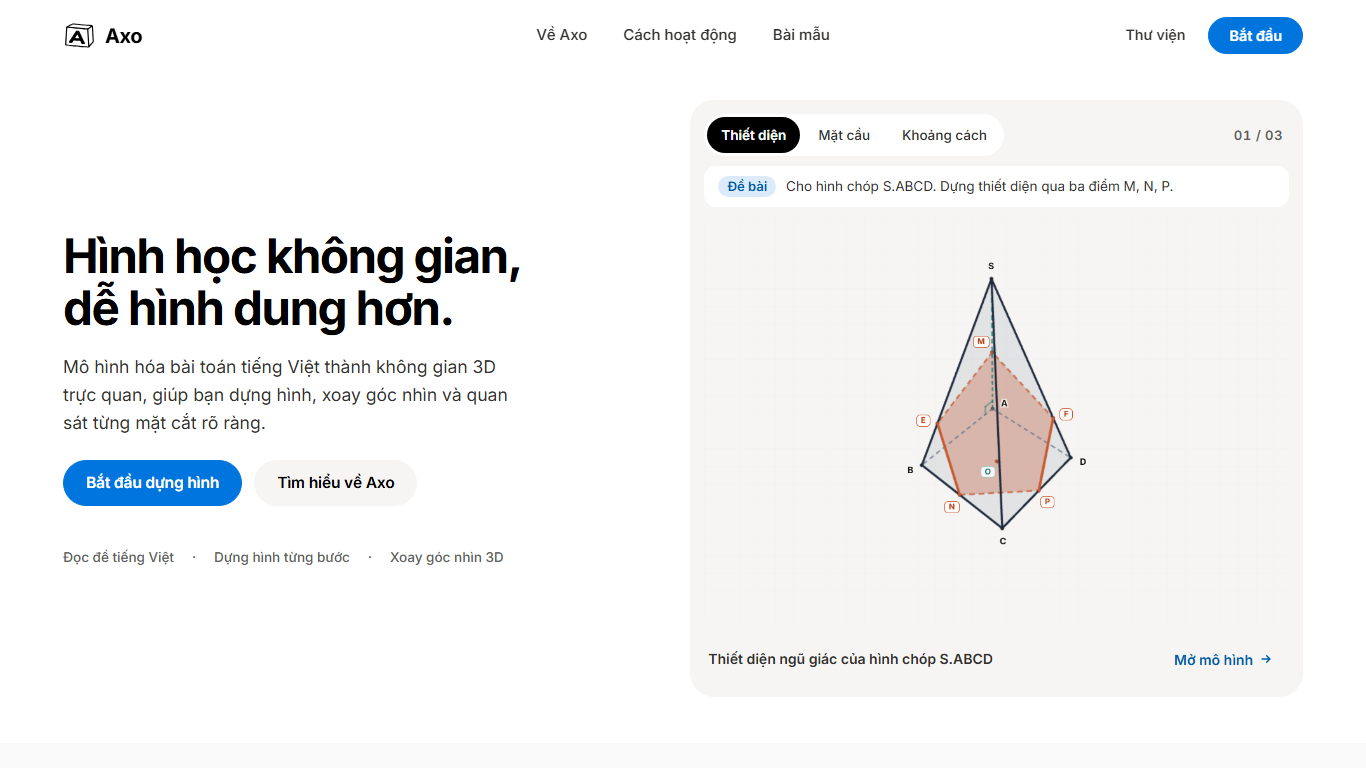 A Axo
Về Axo
Cách hoạt động
Bài mẫu
Thư viện
Bắt đầu
Hình học không gian,
dễ hình dung hơn.
Mô hình hóa bài toán tiếng Việt thành không gian 3D
trực quan, giúp bạn dựng hình, xoay góc nhìn và quan
sát từng mặt cắt rõ ràng.
Bắt đầu dựng hình
Tìm hiểu về Axo
Đọc đề tiếng Việt · Dựng hình từng bước · Xoay góc nhìn 3D
Thiết diện
Mặt cầu
Khoảng cách
01 / 03
Đề bài
Cho hình chóp S.ABCD. Dựng thiết diện qua ba điểm M, N, P.
S
M
A
E
F
B
O
D
N
P
C
Thiết diện ngũ giác của hình chóp S.ABCD
Mở mô hình →